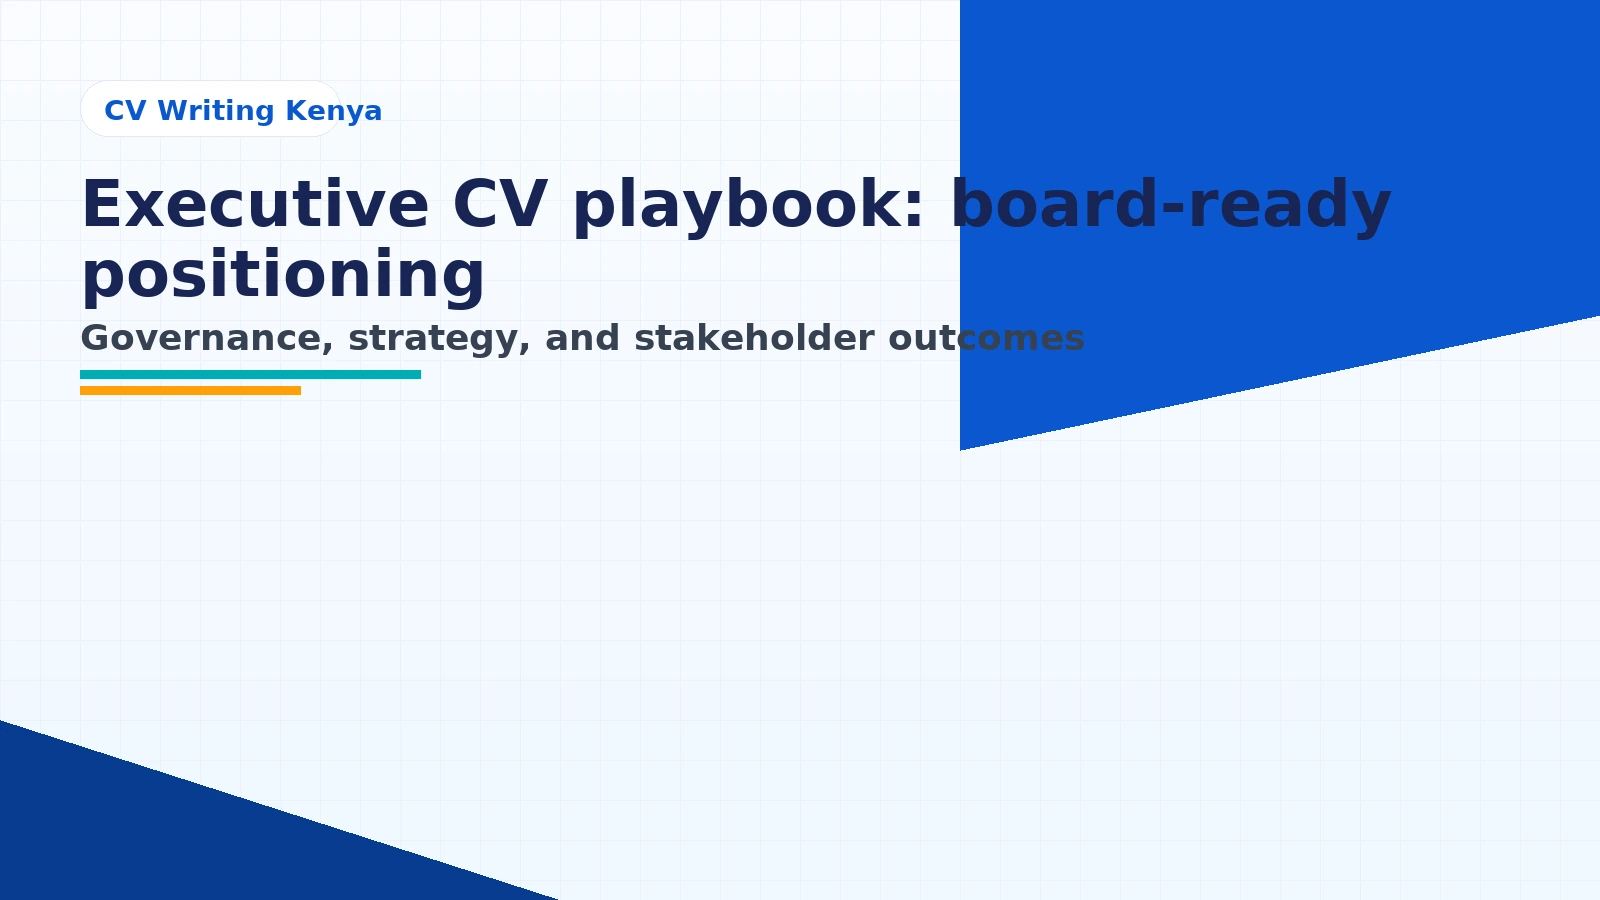 CV Writing Kenya
Executive CV playbook: board-ready
positioning
Governance, strategy, and stakeholder outcomes